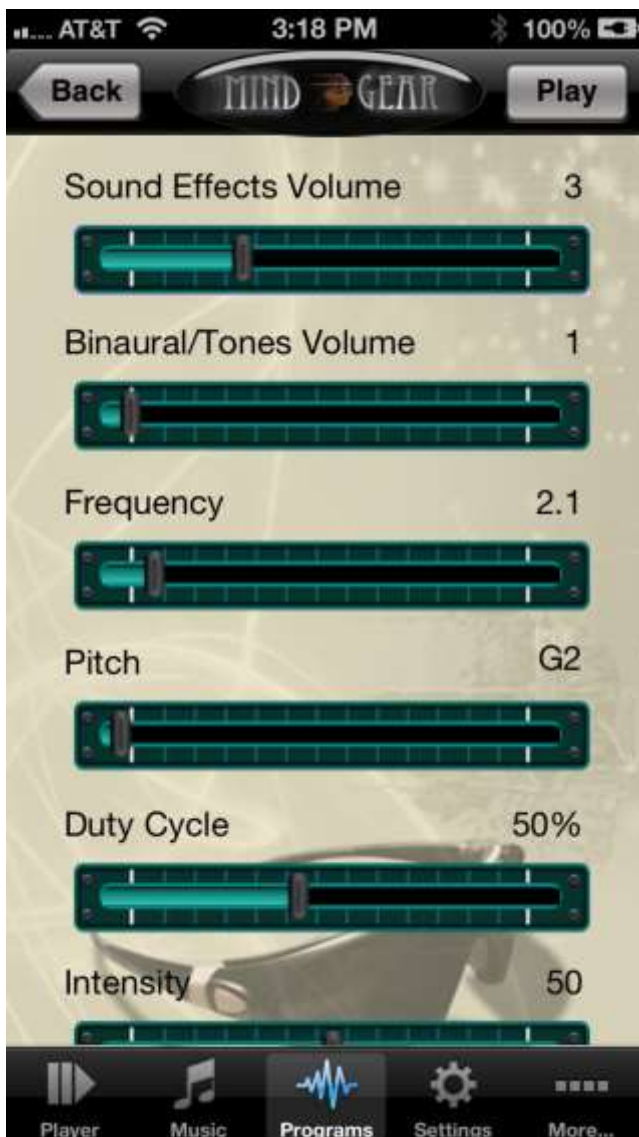 AT&T 3:18 PM 100%
Back MIND GEAR Play
Sound Effects Volume 3
Binaural/Tones Volume 1
Frequency 2.1
Pitch G2
Duty Cycle 50%
Intensity 50
Player Music Programs Settings More...